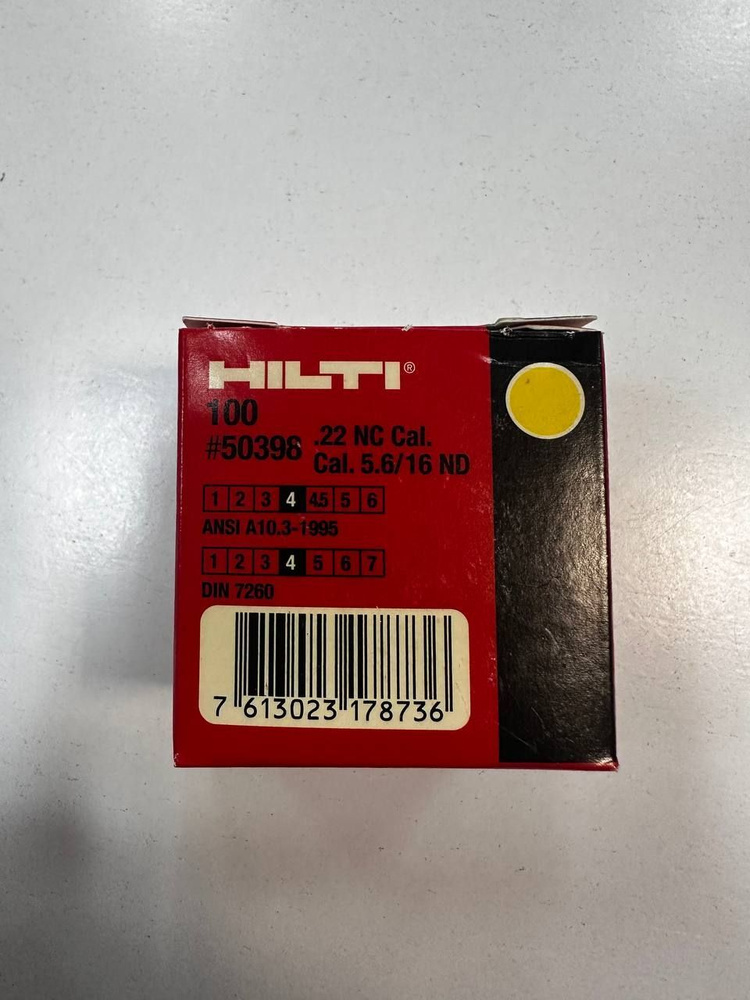 HILTI®
100
#50398 .22 NC Cal.
Cal. 5.6/16 ND
1 2 3 4 4.5 5 6
ANSI A10.3-1995
1 2 3 4 5 6 7
DIN 7260
7 613023 178736